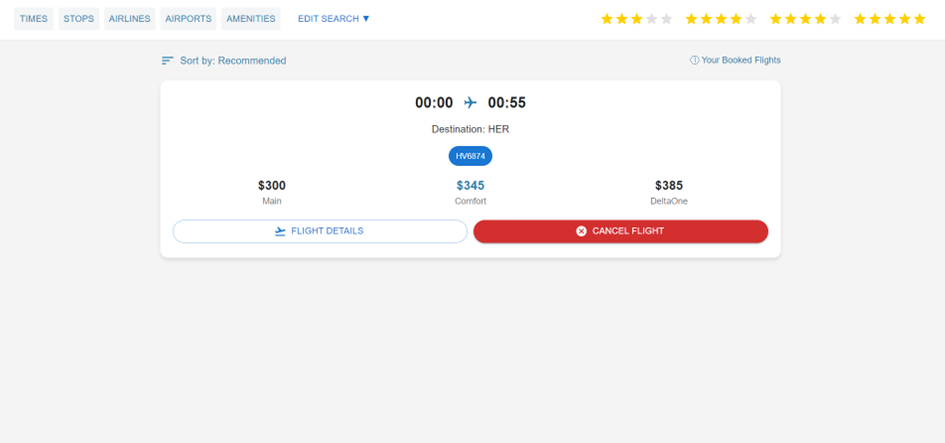 TIMES STOPS AIRLINES AIRPORTS AMENITIES EDIT SEARCH ▼
Sort by: Recommended ⓘ Your Booked Flights
00:00 00:55
Destination: HER
HV6874
$300 $345 $385
Main Comfort DeltaOne
FLIGHT DETAILS CANCEL FLIGHT